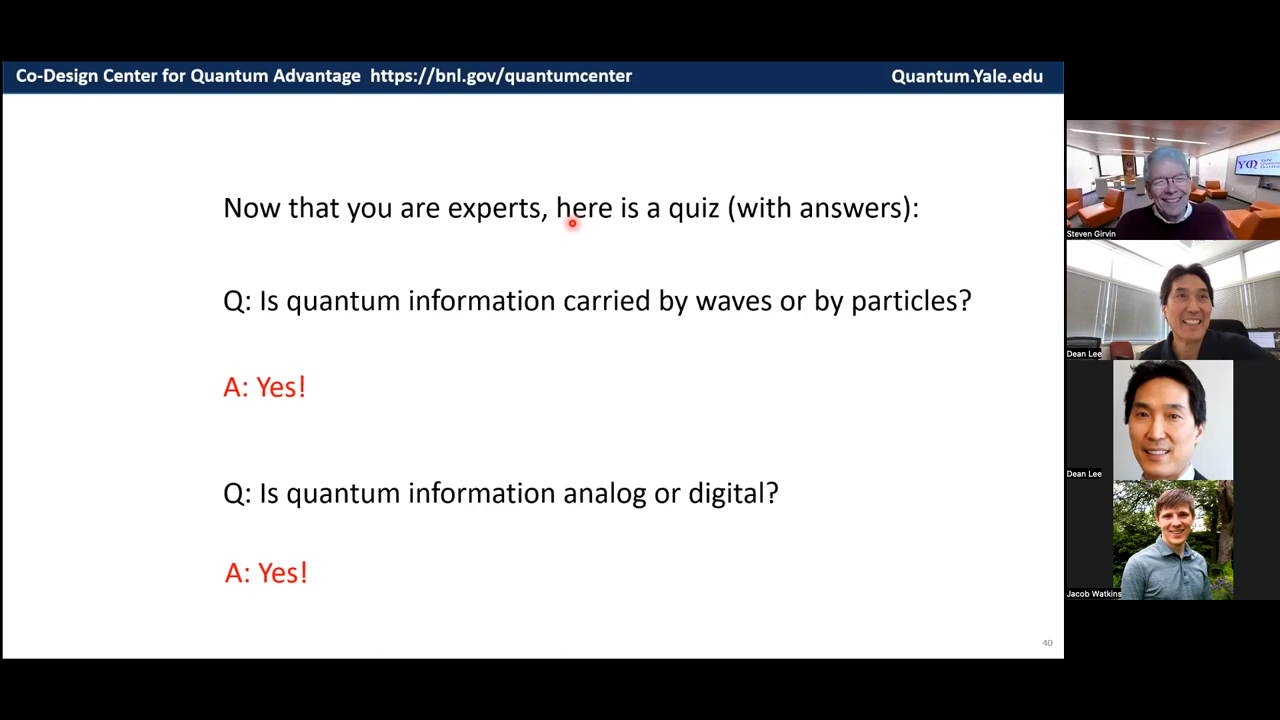 Co-Design Center for Quantum Advantage https://bnl.gov/quantumcenter
Quantum.Yale.edu
Now that you are experts, here is a quiz (with answers):
Q: Is quantum information carried by waves or by particles?
A: Yes!
Q: Is quantum information analog or digital?
A: Yes!
40
Steven Girvin
Dean Lee
Dean Lee
Jacob Watkins